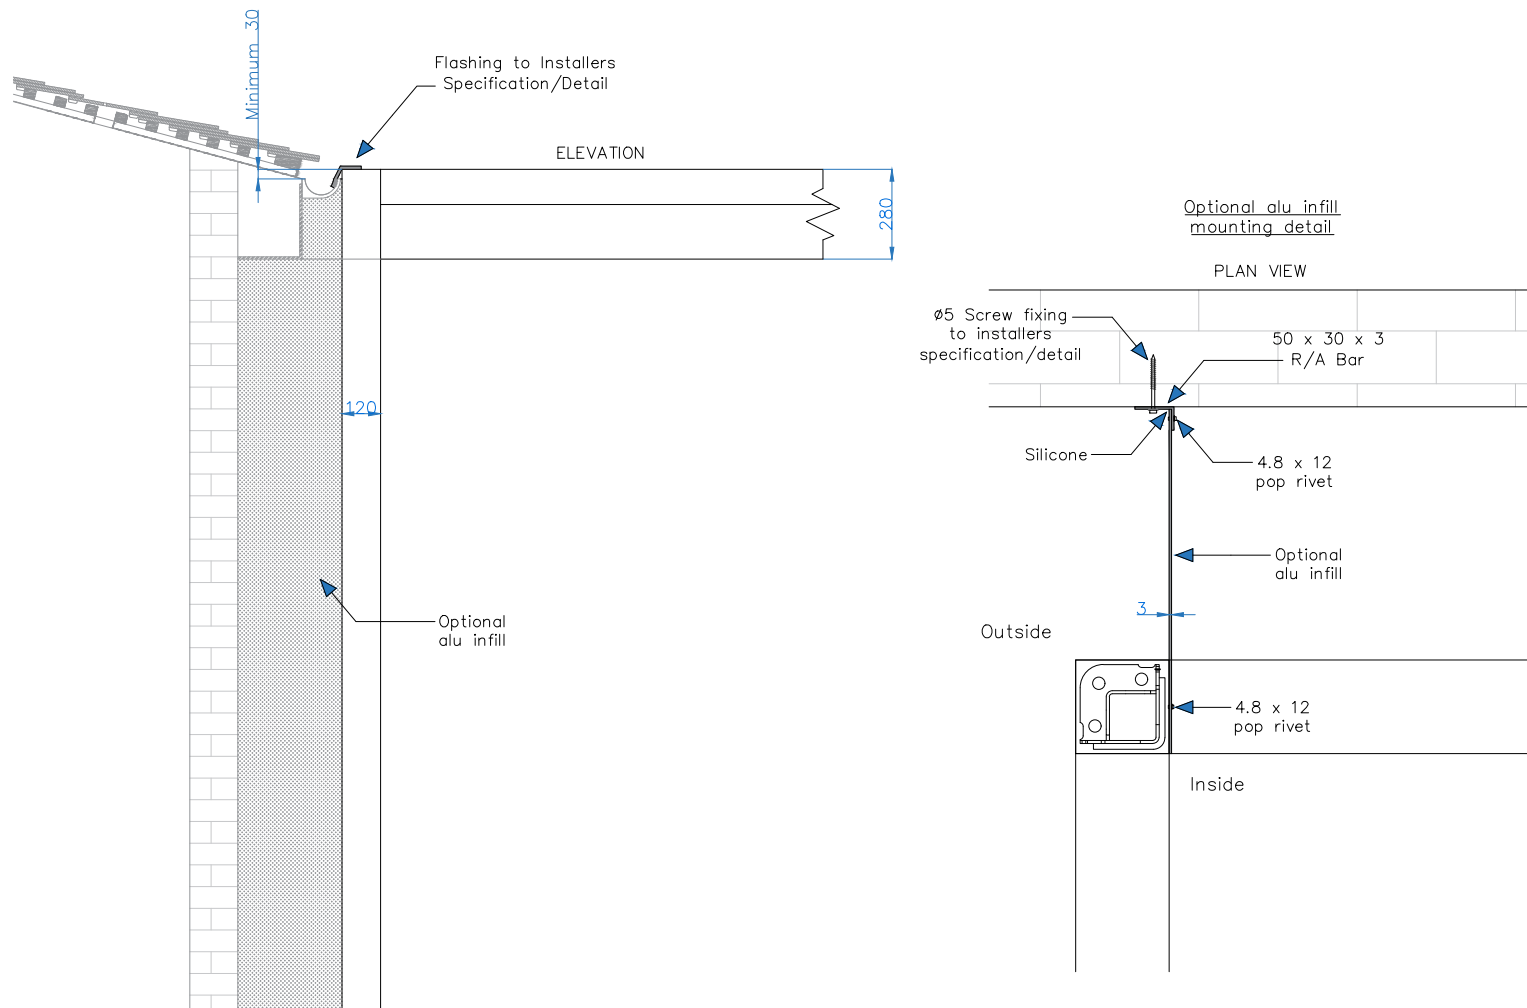 Minimum 30
Flashing to Installers
Specification/Detail
ELEVATION
280
120
Optional
alu infill
Optional alu infill
mounting detail
PLAN VIEW
Ø5 Screw fixing
to installers
specification/detail
50 x 30 x 3
R/A Bar
Silicone
4.8 x 12
pop rivet
Optional
alu infill
3
Outside
4.8 x 12
pop rivet
Inside